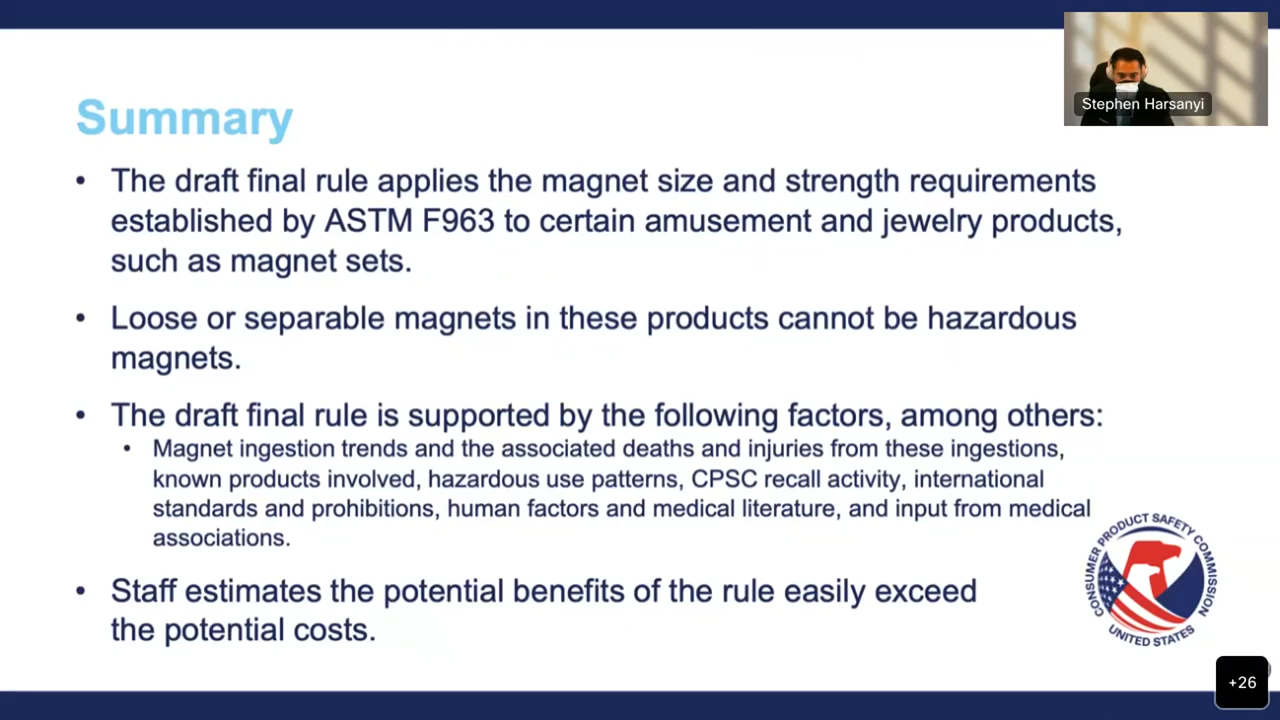 Stephen Harsanyi
Summary
• The draft final rule applies the magnet size and strength requirements
established by ASTM F963 to certain amusement and jewelry products,
such as magnet sets.
• Loose or separable magnets in these products cannot be hazardous
magnets.
• The draft final rule is supported by the following factors, among others:
• Magnet ingestion trends and the associated deaths and injuries from these ingestions,
known products involved, hazardous use patterns, CPSC recall activity, international
standards and prohibitions, human factors and medical literature, and input from medical
associations.
• Staff estimates the potential benefits of the rule easily exceed
the potential costs.
CONSUMER PRODUCT SAFETY COMMISSION
UNITED STATES
+26